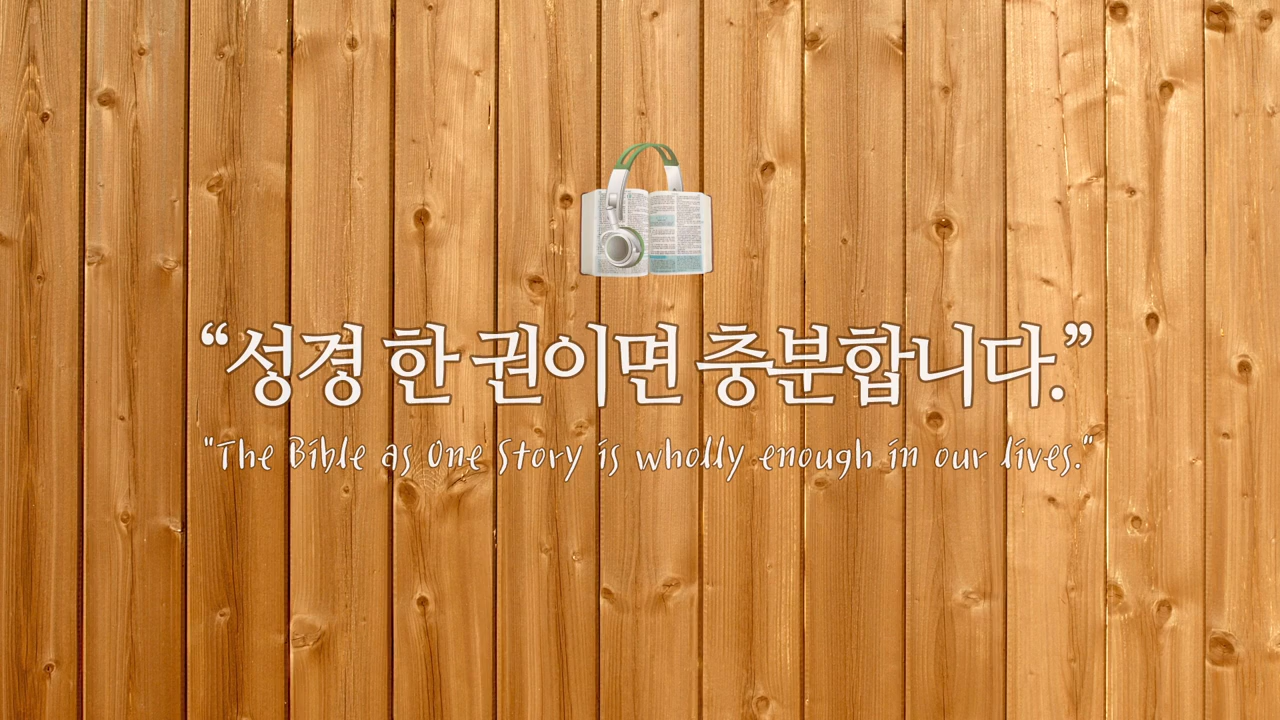 “성경 한 권이면 충분합니다.”
"The Bible as One Story is wholly enough in our lives."